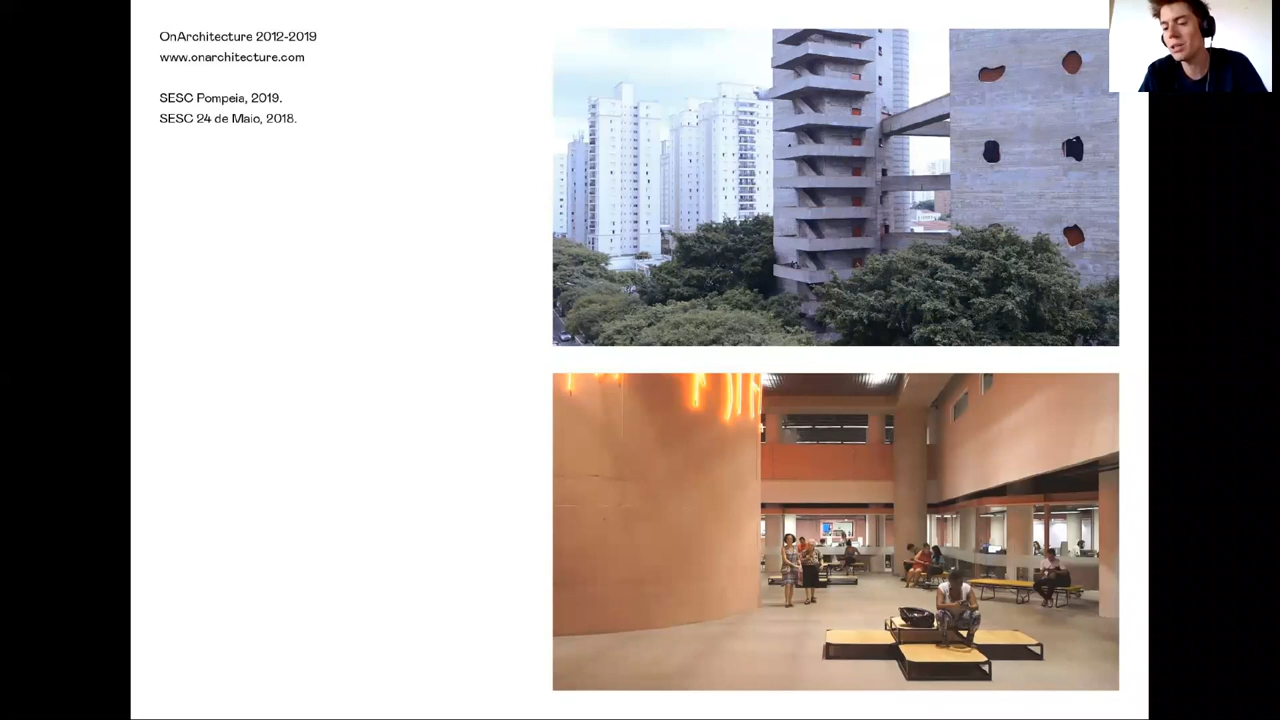 OnArchitecture 2012-2019
www.onarchitecture.com
SESC Pompeia, 2019.
SESC 24 de Maio, 2018.